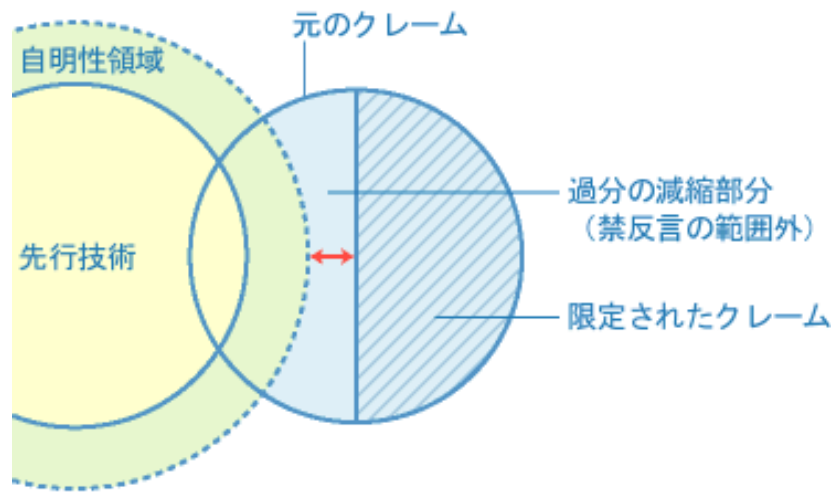 元のクレーム
自明性領域
過分の減縮部分
（禁反言の範囲外）
先行技術
限定されたクレーム